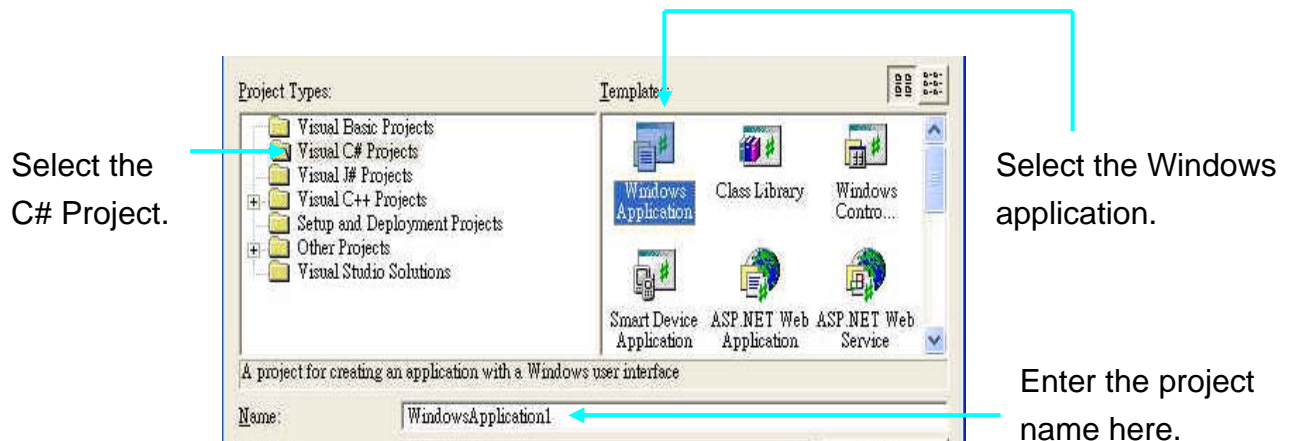 Project Types:
Templates:
Visual Basic Projects
Visual C# Projects
Visual J# Projects
Visual C++ Projects
Setup and Deployment Projects
Other Projects
Visual Studio Solutions
Windows
Application
Class Library
Windows
Contro...
Smart Device
Application
ASP.NET Web
Application
ASP.NET Web
Service
A project for creating an application with a Windows user interface
Name:
WindowsApplication1
Select the
C# Project.
Select the Windows
application.
Enter the project
name here.